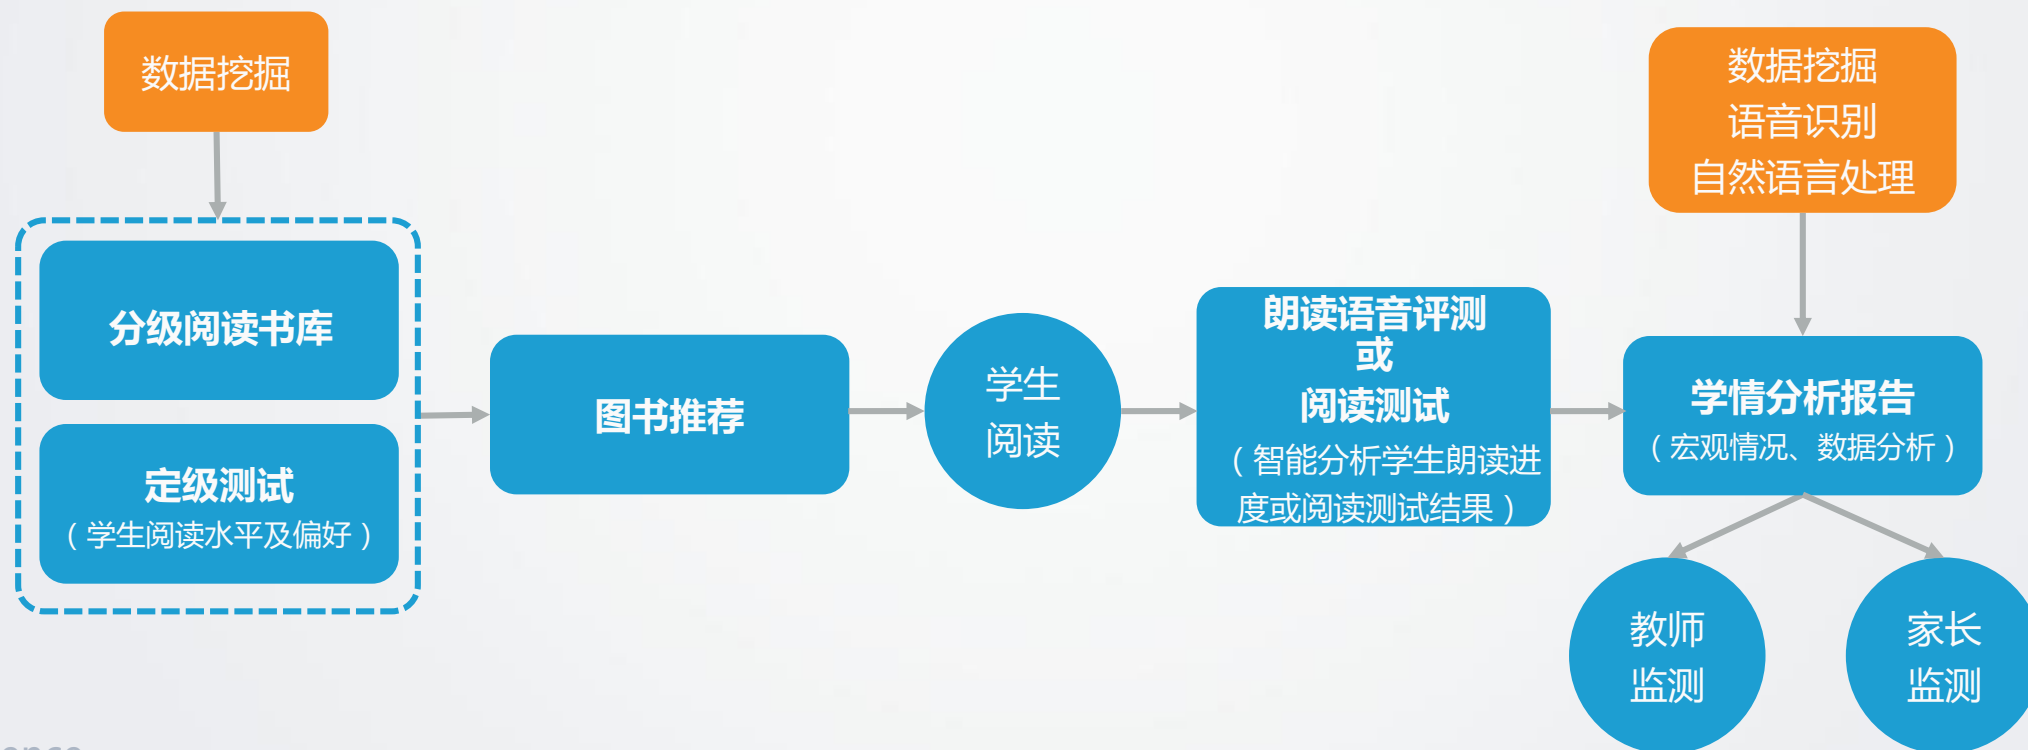 数据挖掘
分级阅读书库
定级测试
（学生阅读水平及偏好）
图书推荐
学生
阅读
朗读语音评测
或
阅读测试
（智能分析学生朗读进
度或阅读测试结果）
数据挖掘
语音识别
自然语言处理
学情分析报告
（宏观情况、数据分析）
教师
监测
家长
监测